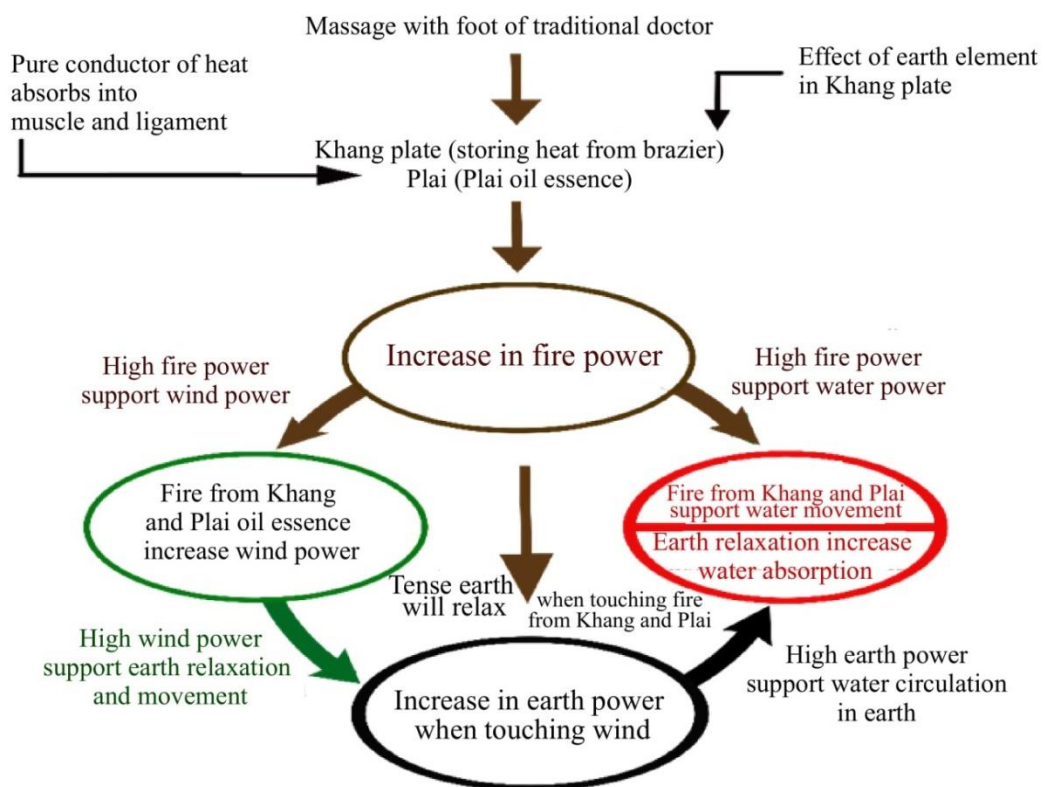 Massage with foot of traditional doctor
Pure conductor of heat
absorbs into
muscle and ligament
Effect of earth element
in Khang plate
Khang plate (storing heat from brazier)
Plai (Plai oil essence)
Increase in fire power
High fire power
support wind power
High fire power
support water power
Fire from Khang
and Plai oil essence
increase wind power
Fire from Khang and Plai
support water movement
Earth relaxation increase
water absorption
Tense earth
will relax
when touching fire
from Khang and Plai
High wind power
support earth relaxation
and movement
Increase in earth power
when touching wind
High earth power
support water circulation
in earth